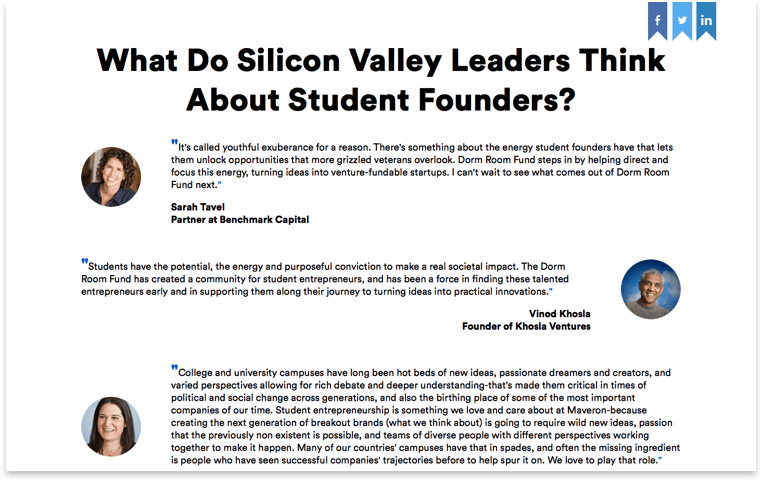 f
in
What Do Silicon Valley Leaders Think
About Student Founders?
"It's called youthful exuberance for a reason. There's something about the energy student founders have that lets
them unlock opportunities that more grizzled veterans overlook. Dorm Room Fund steps in by helping direct and
focus this energy, turning ideas into venture-fundable startups. I can't wait to see what comes out of Dorm Room
Fund next."
Sarah Tavel
Partner at Benchmark Capital
"Students have the potential, the energy and purposeful conviction to make a real societal impact. The Dorm
Room Fund has created a community for student entrepreneurs, and has been a force in finding these talented
entrepreneurs early and in supporting them along their journey to turning ideas into practical innovations."
Vinod Khosla
Founder of Khosla Ventures
"College and university campuses have long been hot beds of new ideas, passionate dreamers and creators, and
varied perspectives allowing for rich debate and deeper understanding-that's made them critical in times of
political and social change across generations, and also the birthing place of some of the most important
companies of our time. Student entrepreneurship is something we love and care about at Maveron-because
creating the next generation of breakout brands (what we think about) is going to require wild new ideas, passion
that the previously non existent is possible, and teams of diverse people with different perspectives working
together to make it happen. Many of our countries' campuses have that in spades, and often the missing ingredient
is people who have seen successful companies' trajectories before to help spur it on. We love to play that role."